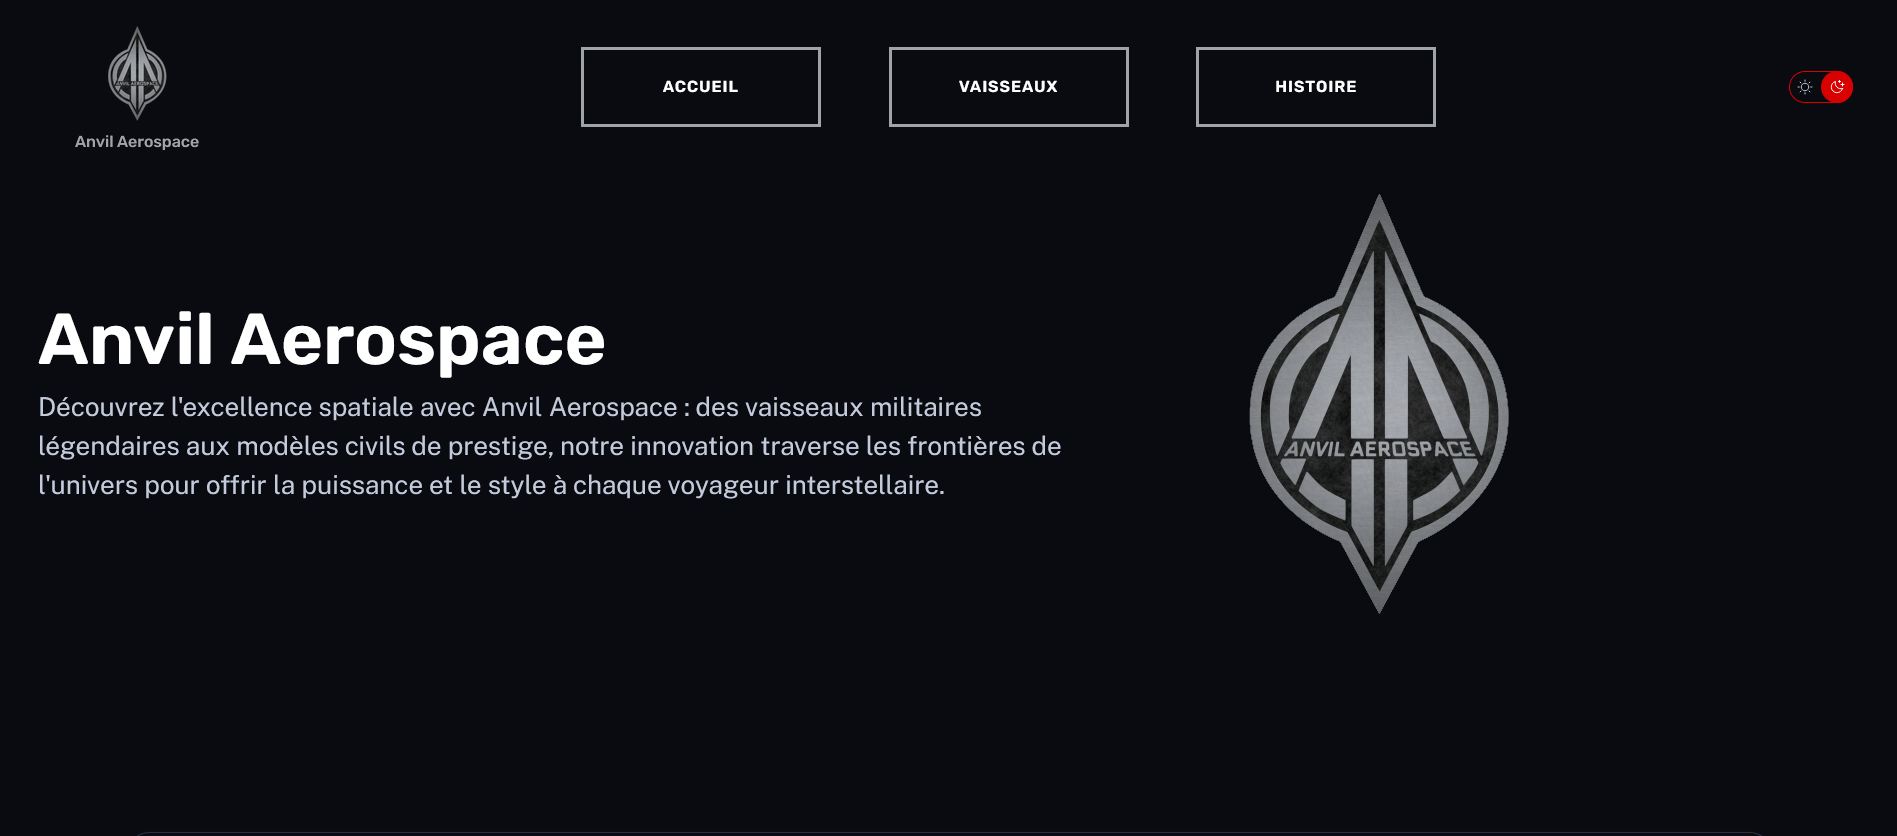 Anvil Aerospace
ACCUEIL
VAISSEAUX
HISTOIRE
Anvil Aerospace
Découvrez l'excellence spatiale avec Anvil Aerospace : des vaisseaux militaires
légendaires aux modèles civils de prestige, notre innovation traverse les frontières de
l'univers pour offrir la puissance et le style à chaque voyageur interstellaire.
ANVIL AEROSPACE